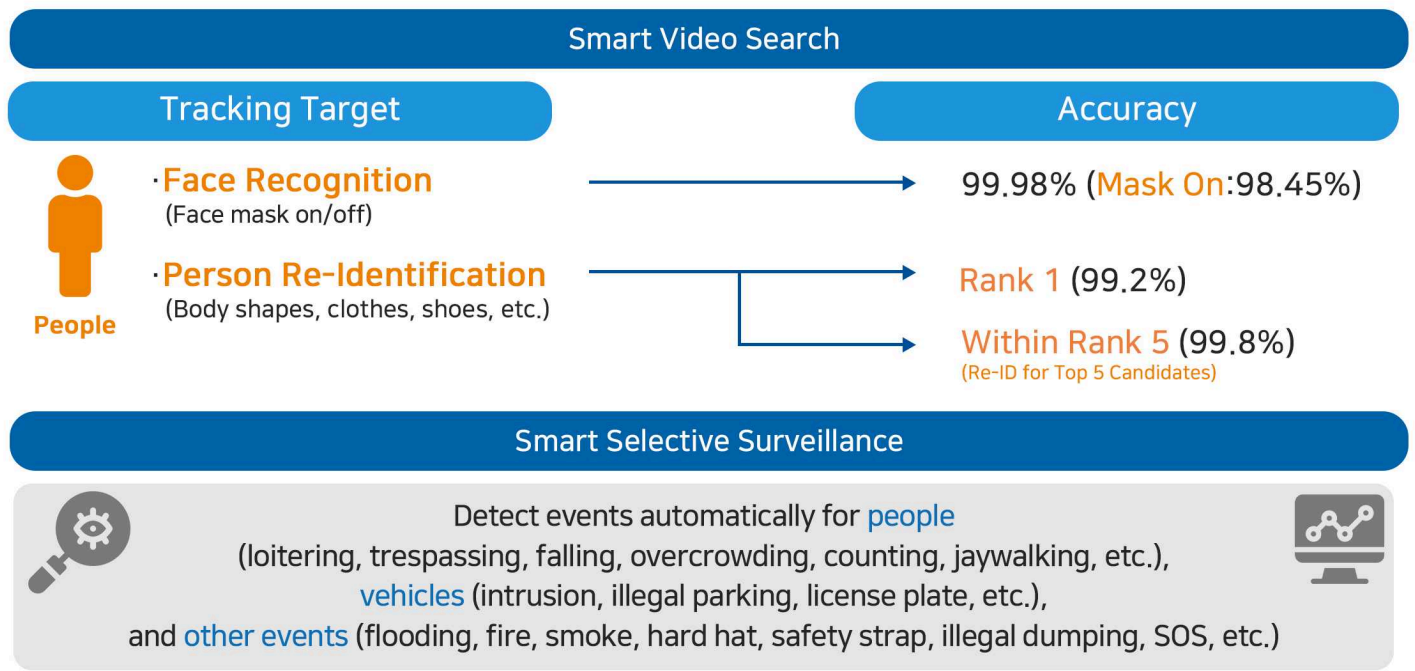 Smart Video Search
Tracking Target
Accuracy
·Face Recognition
(Face mask on/off)
99.98% (Mask On:98.45%)
·Person Re-Identification
(Body shapes, clothes, shoes, etc.)
People
Rank 1 (99.2%)
Within Rank 5 (99.8%)
(Re-ID for Top 5 Candidates)
Smart Selective Surveillance
Detect events automatically for people
(loitering, trespassing, falling, overcrowding, counting, jaywalking, etc.),
vehicles (intrusion, illegal parking, license plate, etc.),
and other events (flooding, fire, smoke, hard hat, safety strap, illegal dumping, SOS, etc.)